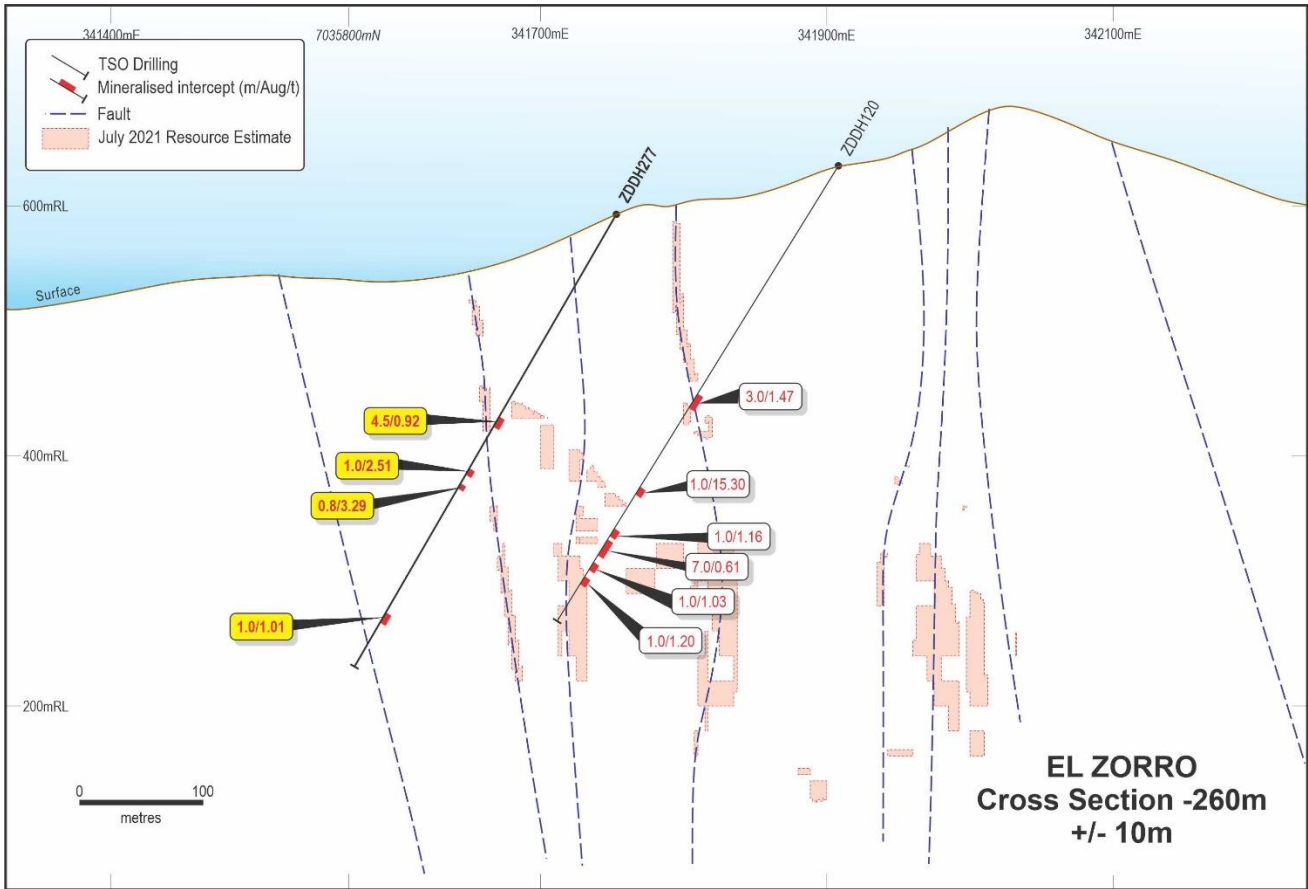 341400mE
7035800mN
341700mE
341900mE
342100mE
TSO Drilling
Mineralised intercept (m/Aug/t)
Fault
July 2021 Resource Estimate
ZDDH277
ZDDH120
600mRL
Surface
400mRL
200mRL
4.5/0.92
1.0/2.51
0.8/3.29
1.0/1.01
3.0/1.47
1.0/15.30
1.0/1.16
7.0/0.61
1.0/1.03
1.0/1.20
0 100
metres
EL ZORRO
Cross Section -260m
+/- 10m